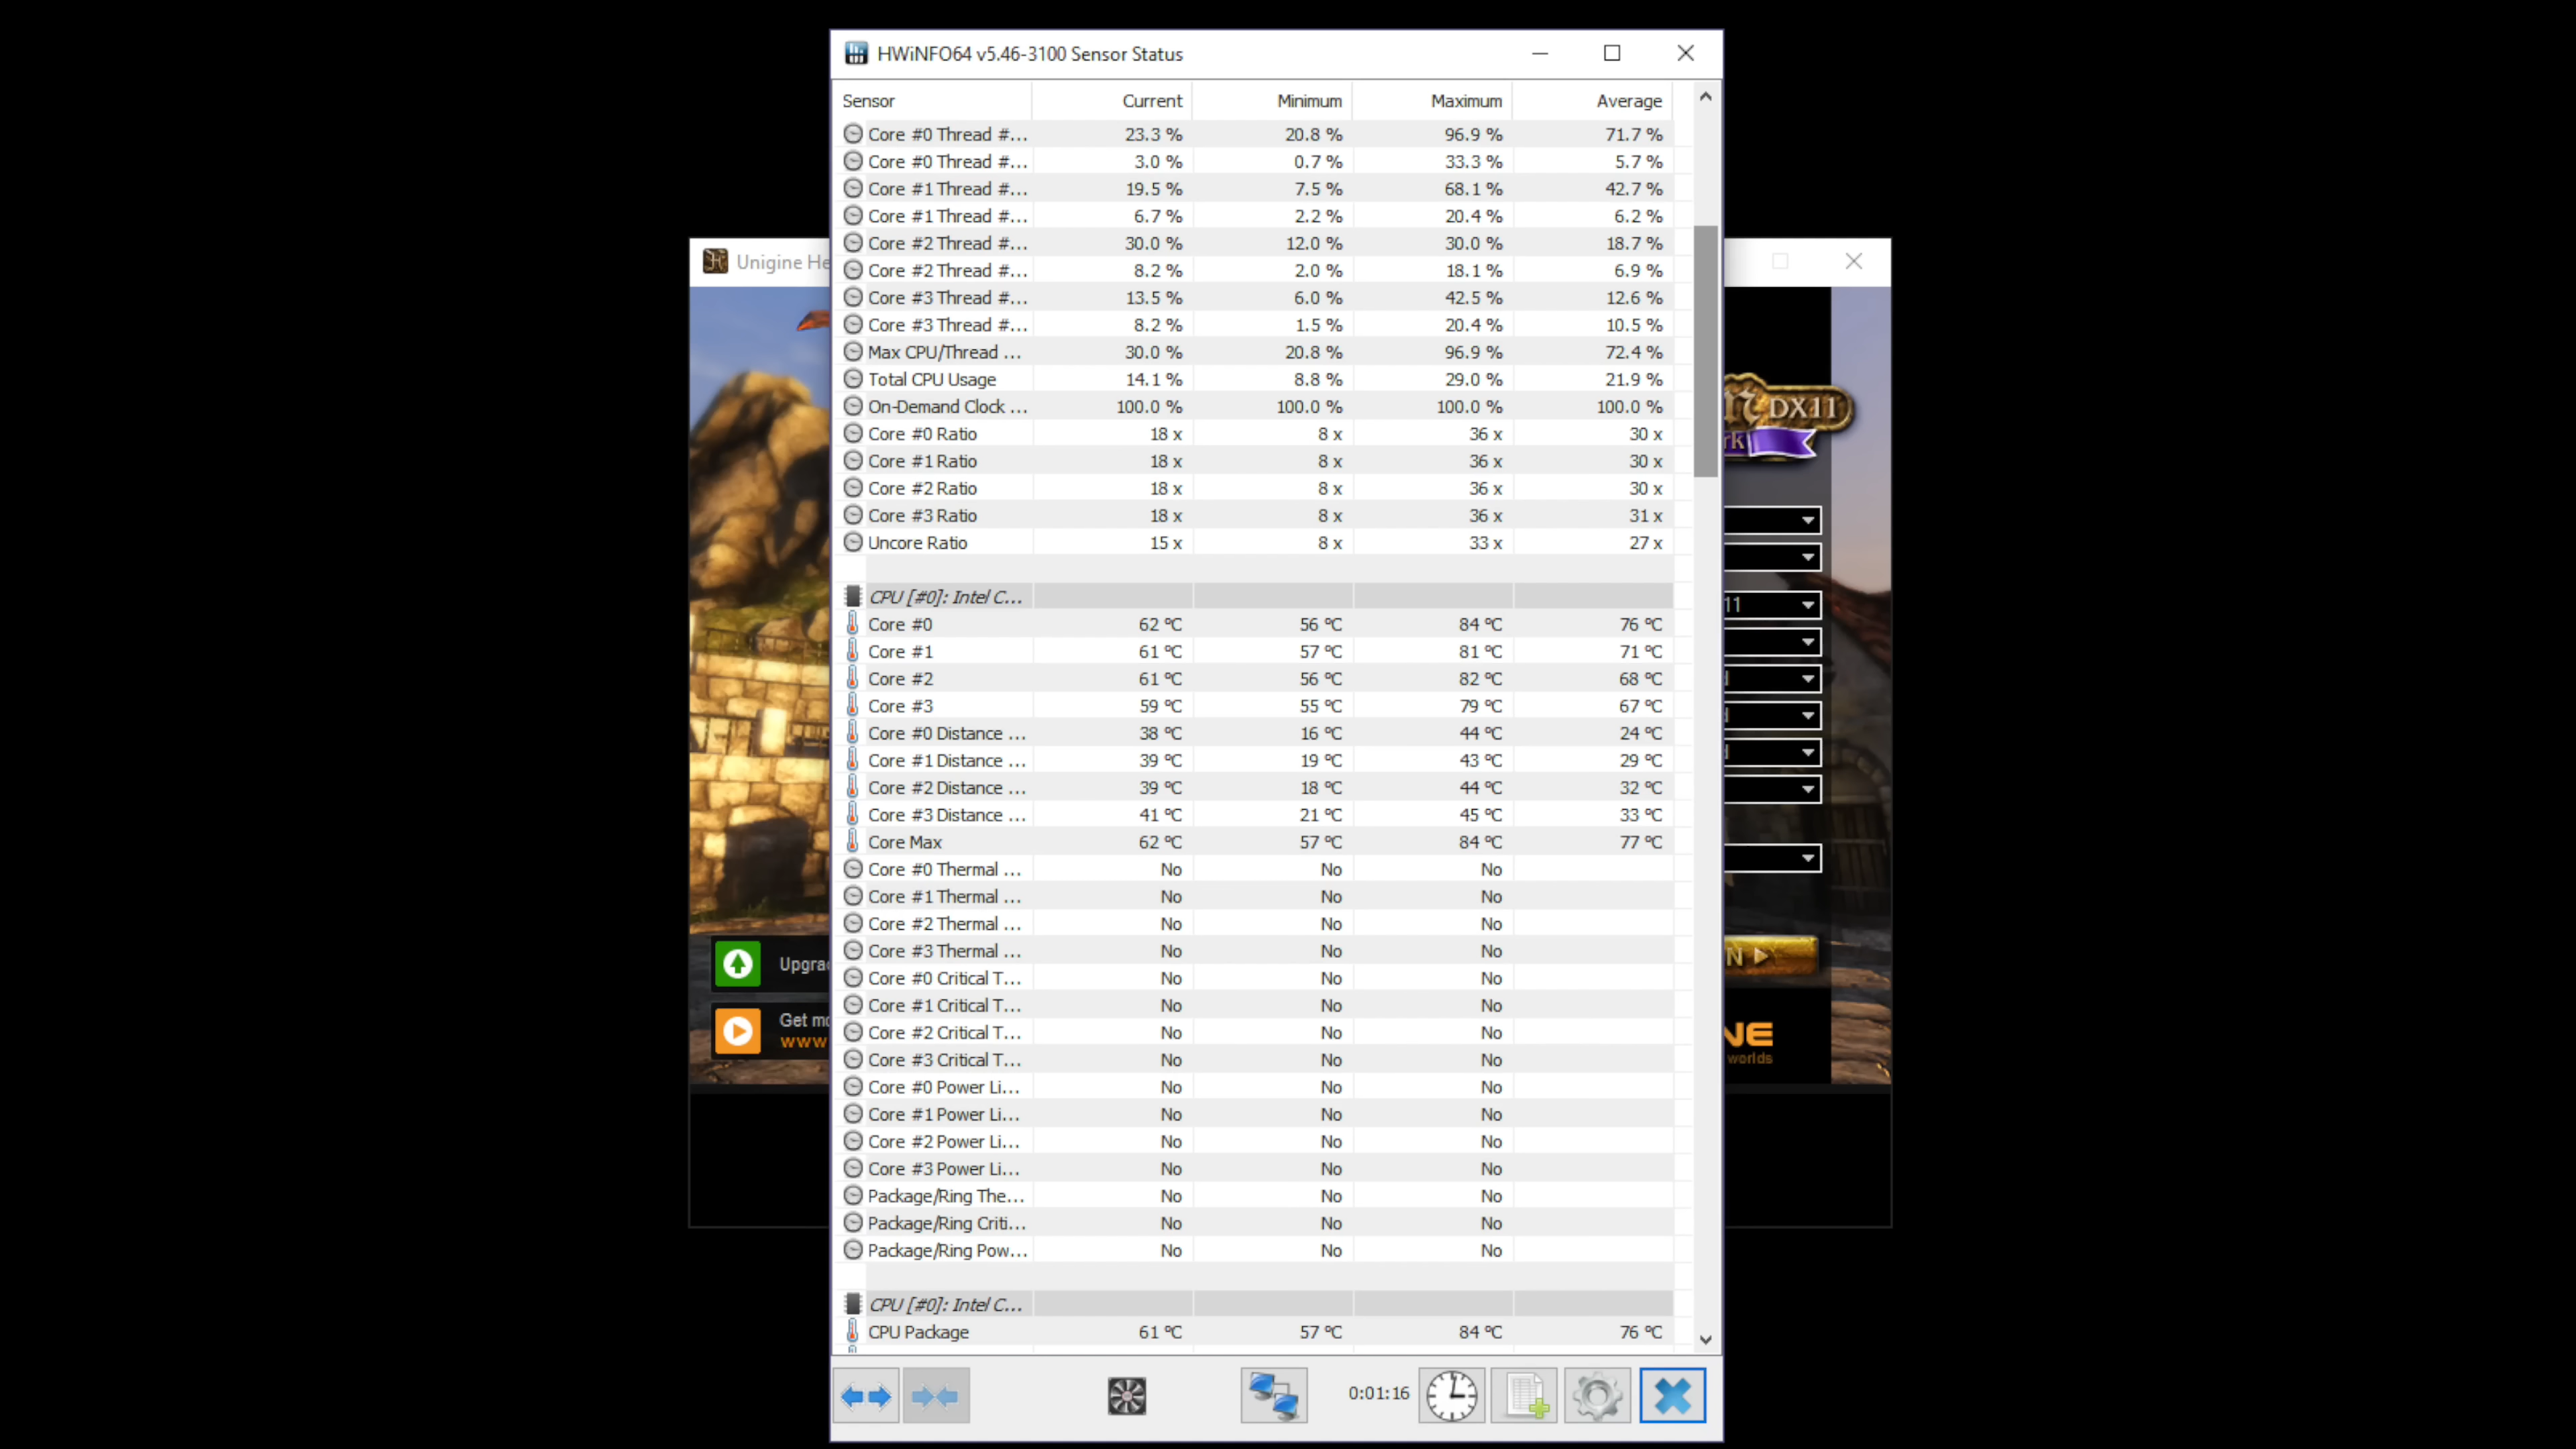 HWiNFO64 v5.46-3100 Sensor Status
Sensor Current Minimum Maximum Average
Core #0 Thread #... 23.3 % 20.8 % 96.9 % 71.7 %
Core #0 Thread #... 3.0 % 0.7 % 33.3 % 5.7 %
Core #1 Thread #... 19.5 % 7.5 % 68.1 % 42.7 %
Core #1 Thread #... 6.7 % 2.2 % 20.4 % 6.2 %
Core #2 Thread #... 30.0 % 12.0 % 30.0 % 18.7 %
Core #2 Thread #... 8.2 % 2.0 % 18.1 % 6.9 %
Core #3 Thread #... 13.5 % 6.0 % 42.5 % 12.6 %
Core #3 Thread #... 8.2 % 1.5 % 20.4 % 10.5 %
Max CPU/Thread ... 30.0 % 20.8 % 96.9 % 72.4 %
Total CPU Usage 14.1 % 8.8 % 29.0 % 21.9 %
On-Demand Clock ... 100.0 % 100.0 % 100.0 % 100.0 %
Core #0 Ratio 18 x 8 x 36 x 30 x
Core #1 Ratio 18 x 8 x 36 x 30 x
Core #2 Ratio 18 x 8 x 36 x 30 x
Core #3 Ratio 18 x 8 x 36 x 31 x
Uncore Ratio 15 x 8 x 33 x 27 x
CPU [#0]: Intel C...
Core #0 62 °C 56 °C 84 °C 76 °C
Core #1 61 °C 57 °C 81 °C 71 °C
Core #2 61 °C 56 °C 82 °C 68 °C
Core #3 59 °C 55 °C 79 °C 67 °C
Core #0 Distance ... 38 °C 16 °C 44 °C 24 °C
Core #1 Distance ... 39 °C 19 °C 43 °C 29 °C
Core #2 Distance ... 39 °C 18 °C 44 °C 32 °C
Core #3 Distance ... 41 °C 21 °C 45 °C 33 °C
Core Max 62 °C 57 °C 84 °C 77 °C
Core #0 Thermal ... No No No
Core #1 Thermal ... No No No
Core #2 Thermal ... No No No
Core #3 Thermal ... No No No
Core #0 Critical T... No No No
Core #1 Critical T... No No No
Core #2 Critical T... No No No
Core #3 Critical T... No No No
Core #0 Power Li... No No No
Core #1 Power Li... No No No
Core #2 Power Li... No No No
Core #3 Power Li... No No No
Package/Ring The... No No No
Package/Ring Criti... No No No
Package/Ring Pow... No No No
CPU [#0]: Intel C...
CPU Package 61 °C 57 °C 84 °C 76 °C
0:01:16
Unigine He
Upgra
Get mo
www
DX11
rk
11
d
d
d
N
NE
worlds